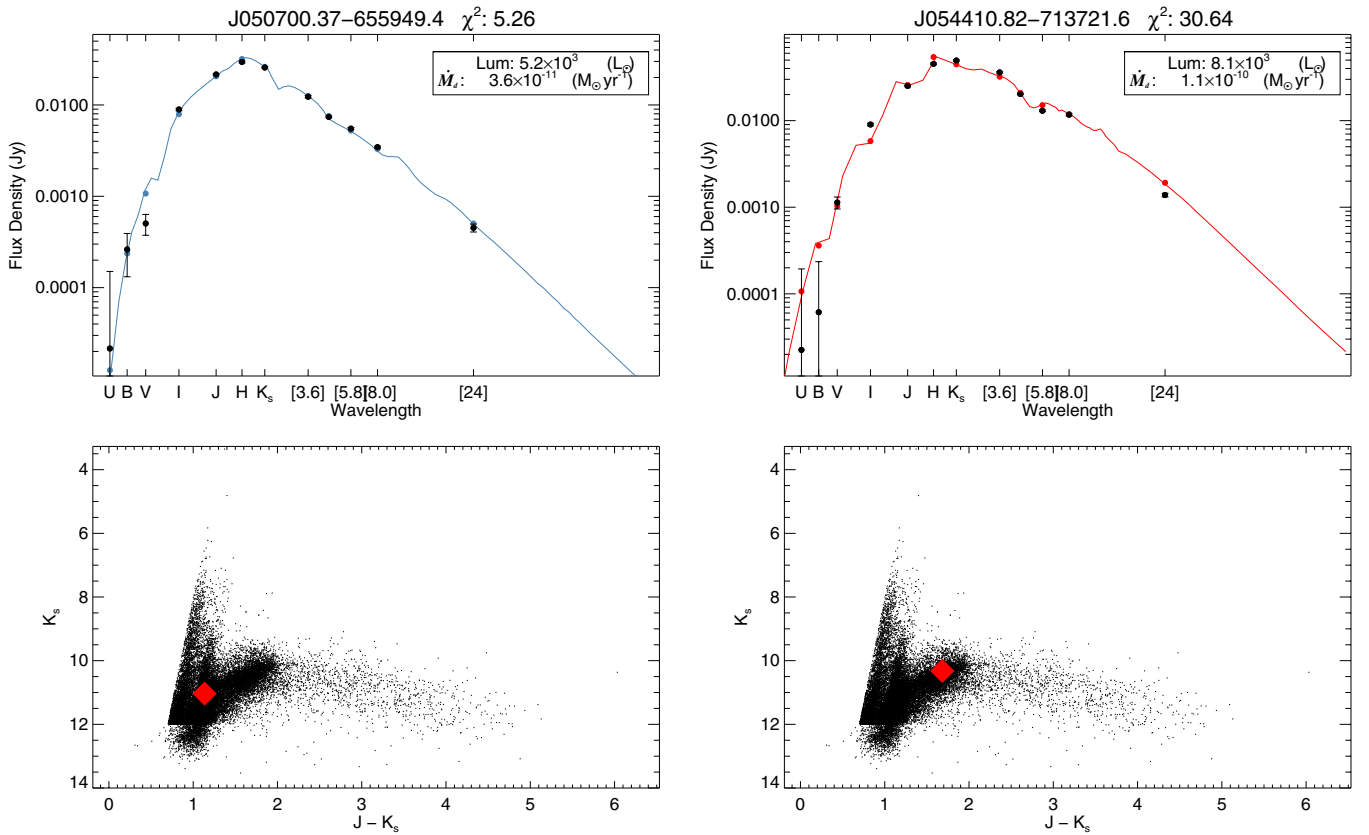 J050700.37−655949.4 χ²: 5.26
Lum: 5.2×10³ (L⊙)
Ṁd: 3.6×10⁻¹¹ (M⊙ yr⁻¹)
Flux Density (Jy)
0.0100
0.0010
0.0001
U B V I J H Ks [3.6] [5.8] [8.0] [24]
Wavelength
J054410.82−713721.6 χ²: 30.64
Lum: 8.1×10³ (L⊙)
Ṁd: 1.1×10⁻¹⁰ (M⊙ yr⁻¹)
Flux Density (Jy)
0.0100
0.0010
0.0001
U B V I J H Ks [3.6] [5.8] [8.0] [24]
Wavelength
Ks
4
6
8
10
12
14
0 1 2 3 4 5 6
J − Ks
Ks
4
6
8
10
12
14
0 1 2 3 4 5 6
J − Ks